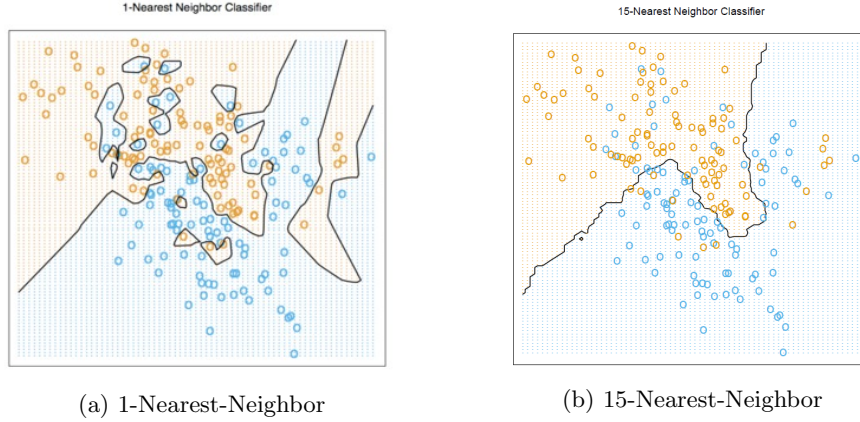 1-Nearest Neighbor Classifier
15-Nearest Neighbor Classifier
(a) 1-Nearest-Neighbor
(b) 15-Nearest-Neighbor